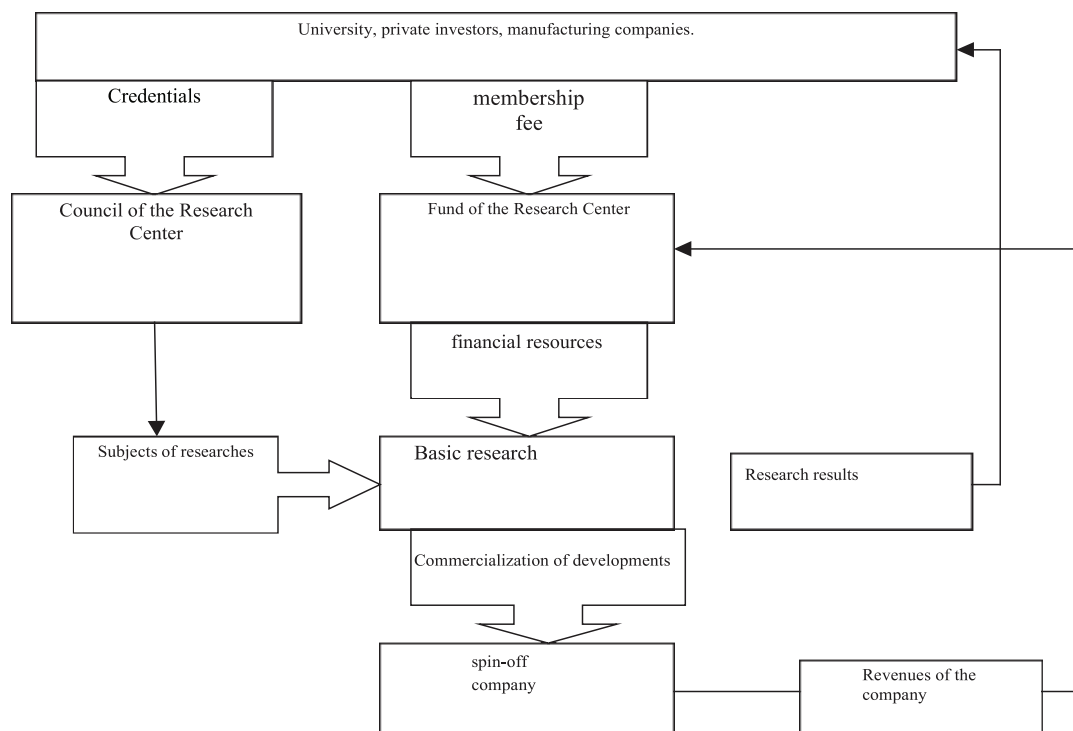 University, private investors, manufacturing companies.
Credentials
membership
fee
Council of the Research
Center
Fund of the Research Center
financial resources
Subjects of researches
Basic research
Research results
Commercialization of developments
spin-off
company
Revenues of the
company